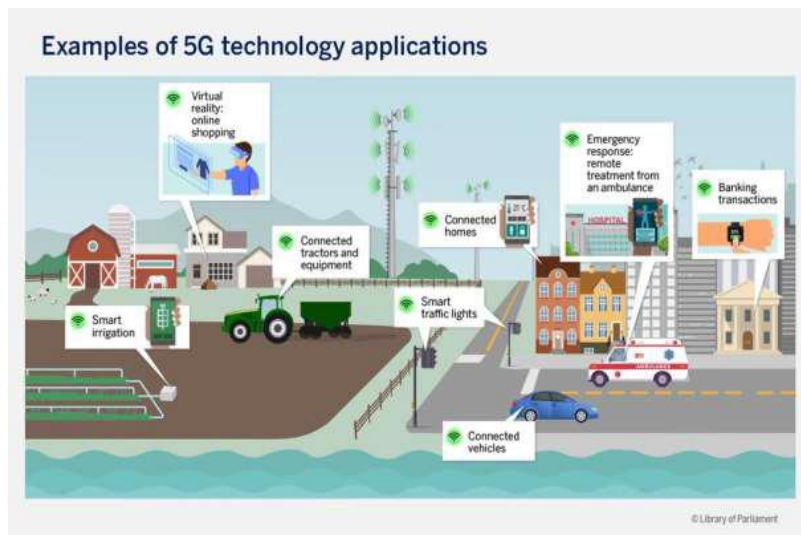 Examples of 5G technology applications
Virtual
reality:
online
shopping
Emergency
response:
remote
treatment from
an ambulance
Banking
transactions
Connected
homes
HOSPITAL
Connected
tractors and
equipment
Smart
irrigation
Smart
traffic lights
AMBULANCE
Connected
vehicles
© Library of Parliament